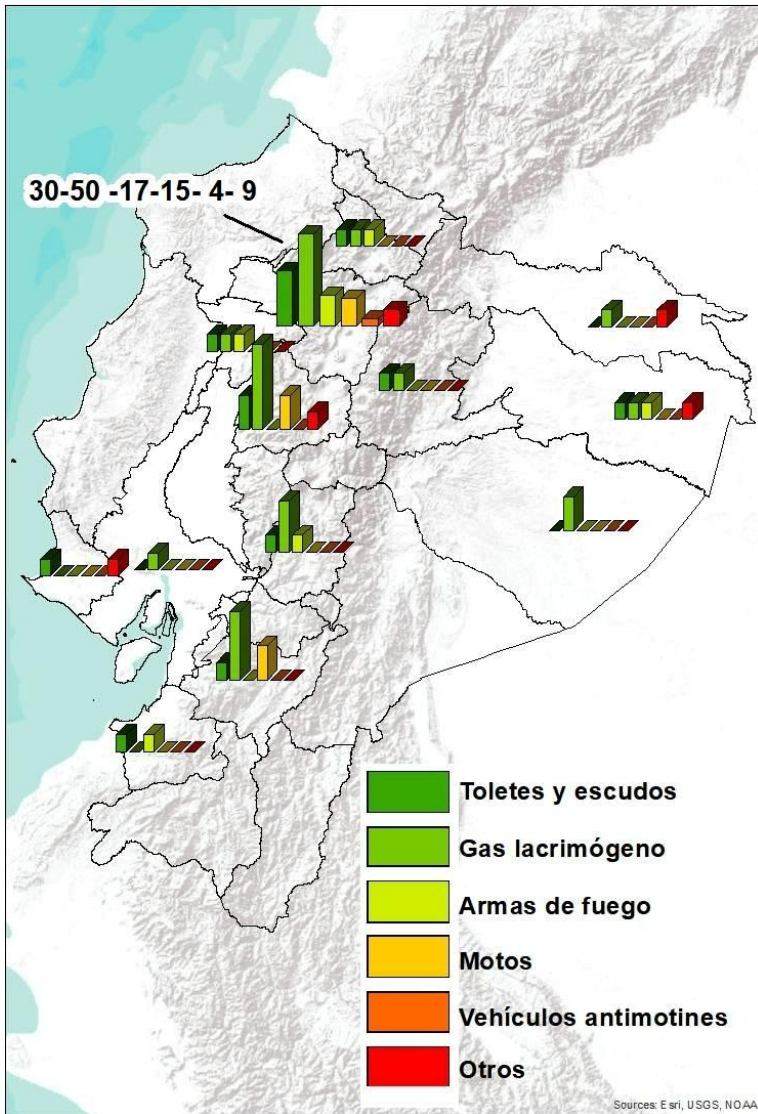 30-50 -17-15- 4- 9
Toletes y escudos
Gas lacrimógeno
Armas de fuego
Motos
Vehículos antimotines
Otros
Sources: Esri, USGS, NOAA